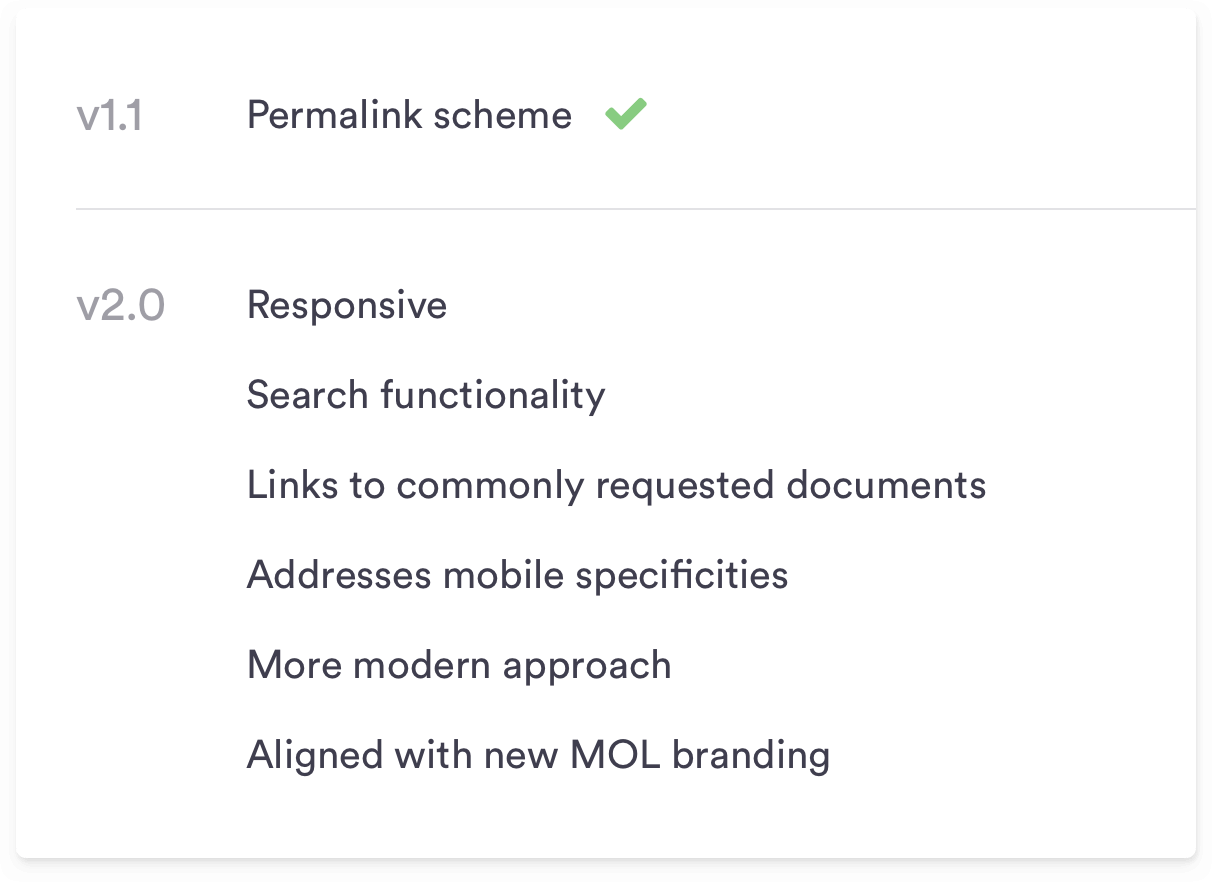 v1.1 Permalink scheme
v2.0 Responsive
Search functionality
Links to commonly requested documents
Addresses mobile specificities
More modern approach
Aligned with new MOL branding